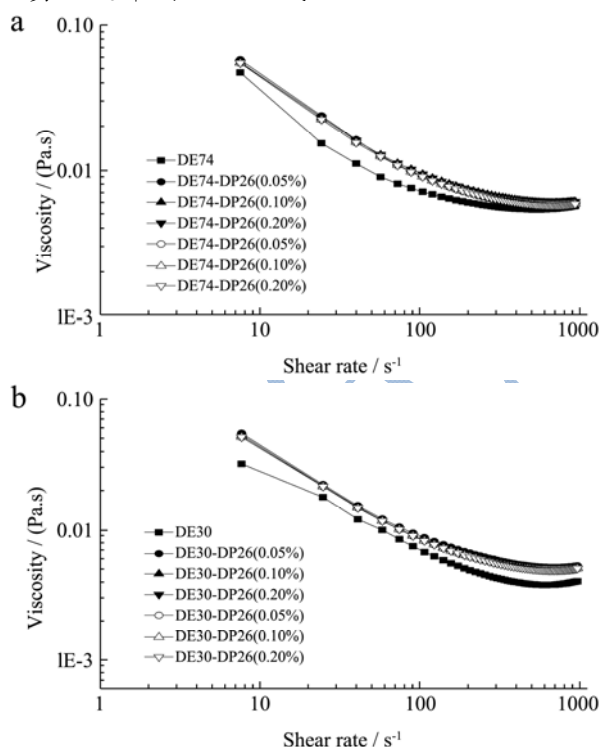 a
0.10
0.01
1E-3
Viscosity / (Pa.s)
DE74
DE74-DP26(0.05%)
DE74-DP26(0.10%)
DE74-DP26(0.20%)
DE74-DP26(0.05%)
DE74-DP26(0.10%)
DE74-DP26(0.20%)
1 10 100 1000
Shear rate / s⁻¹
b
0.10
0.01
1E-3
Viscosity / (Pa.s)
DE30
DE30-DP26(0.05%)
DE30-DP26(0.10%)
DE30-DP26(0.20%)
DE30-DP26(0.05%)
DE30-DP26(0.10%)
DE30-DP26(0.20%)
1 10 100 1000
Shear rate / s⁻¹